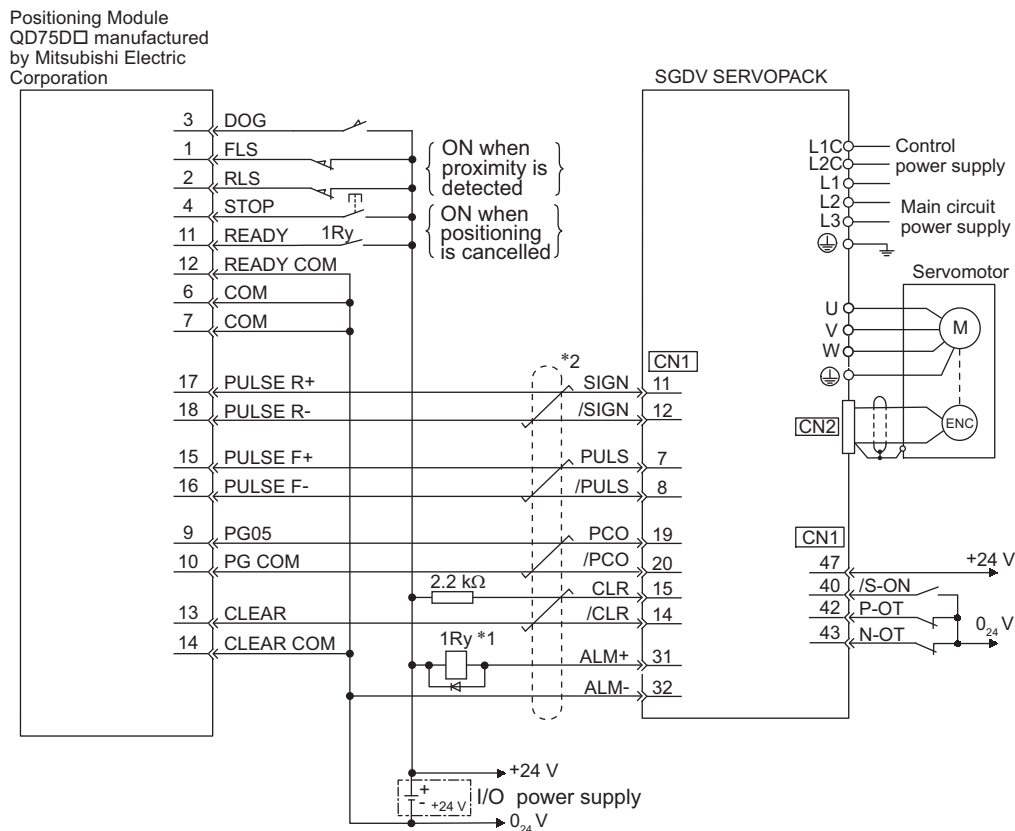 Positioning Module
QD75D□ manufactured
by Mitsubishi Electric
Corporation
SGDV SERVOPACK
3 DOG
1 FLS
2 RLS
4 STOP
11 READY 1Ry
12 READY COM
6 COM
7 COM
ON when
proximity is
detected
ON when
positioning
is cancelled
L1C
L2C
Control
power supply
L1
L2
L3
Main circuit
power supply
Servomotor
U
V
W
M
CN2
ENC
*2
CN1
17 PULSE R+ SIGN 11
18 PULSE R- /SIGN 12
15 PULSE F+ PULS 7
16 PULSE F- /PULS 8
9 PG05 PCO 19
10 PG COM /PCO 20
2.2 kΩ CLR 15
13 CLEAR /CLR 14
14 CLEAR COM
1Ry *1 ALM+ 31
ALM- 32
CN1
47 +24 V
40 /S-ON
42 P-OT
43 N-OT
0₂₄ V
+24 V
+
- +24 V
I/O power supply
0₂₄ V